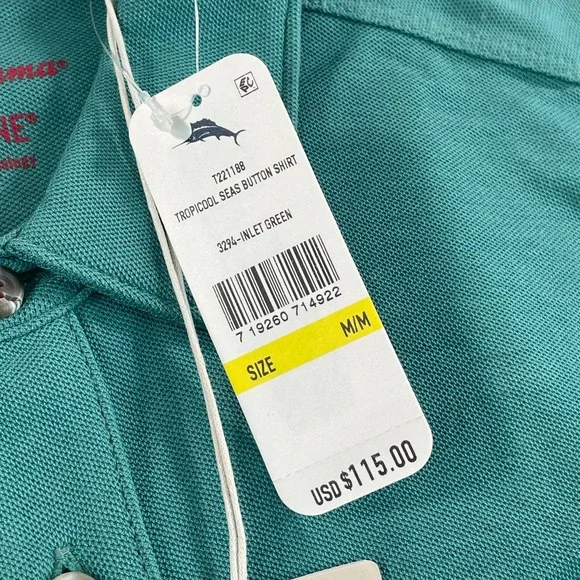 T221188
TROPICOOL SEAS BUTTON SHIRT
3294-INLET GREEN
7 19260 714922
SIZE M/M
USD $115.00